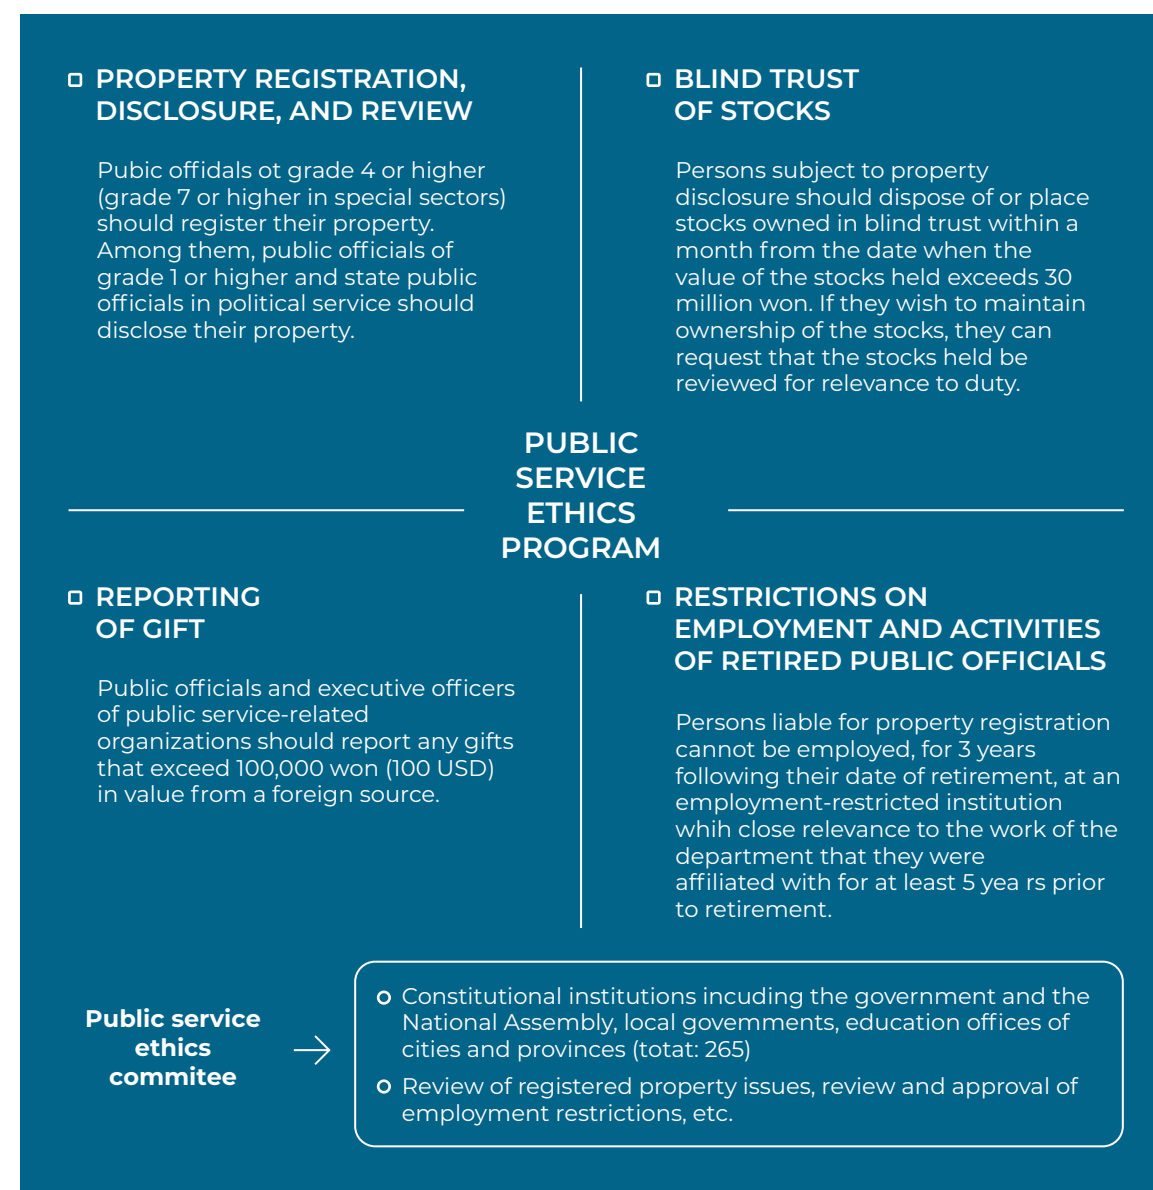 PROPERTY REGISTRATION,
DISCLOSURE, AND REVIEW
Pubic offidals ot grade 4 or higher
(grade 7 or higher in special sectors)
should register their property.
Among them, public officials of
grade 1 or higher and state public
officials in political service should
disclose their property.
BLIND TRUST
OF STOCKS
Persons subject to property
disclosure should dispose of or place
stocks owned in blind trust within a
month from the date when the
value of the stocks held exceeds 30
million won. If they wish to maintain
ownership of the stocks, they can
request that the stocks held be
reviewed for relevance to duty.
PUBLIC
SERVICE
ETHICS
PROGRAM
REPORTING
OF GIFT
Public officials and executive officers
of public service-related
organizations should report any gifts
that exceed 100,000 won (100 USD)
in value from a foreign source.
RESTRICTIONS ON
EMPLOYMENT AND ACTIVITIES
OF RETIRED PUBLIC OFFICIALS
Persons liable for property registration
cannot be employed, for 3 years
following their date of retirement, at an
employment-restricted institution
whih close relevance to the work of the
department that they were
affiliated with for at least 5 yea rs prior
to retirement.
Public service
ethics
commitee
Constitutional institutions incuding the government and the
National Assembly, local govemments, education offices of
cities and provinces (totat: 265)
Review of registered property issues, review and approval of
employment restrictions, etc.